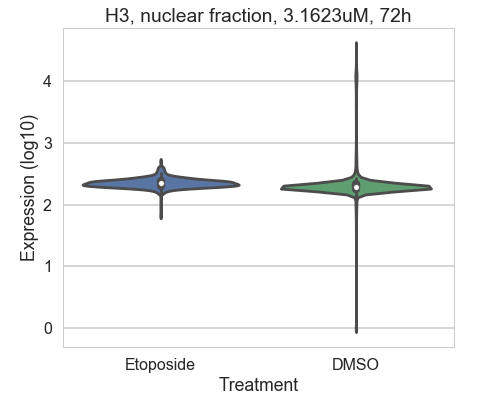 H3, nuclear fraction, 3.1623uM, 72h
Expression (log10)
4
3
2
1
0
Etoposide DMSO
Treatment